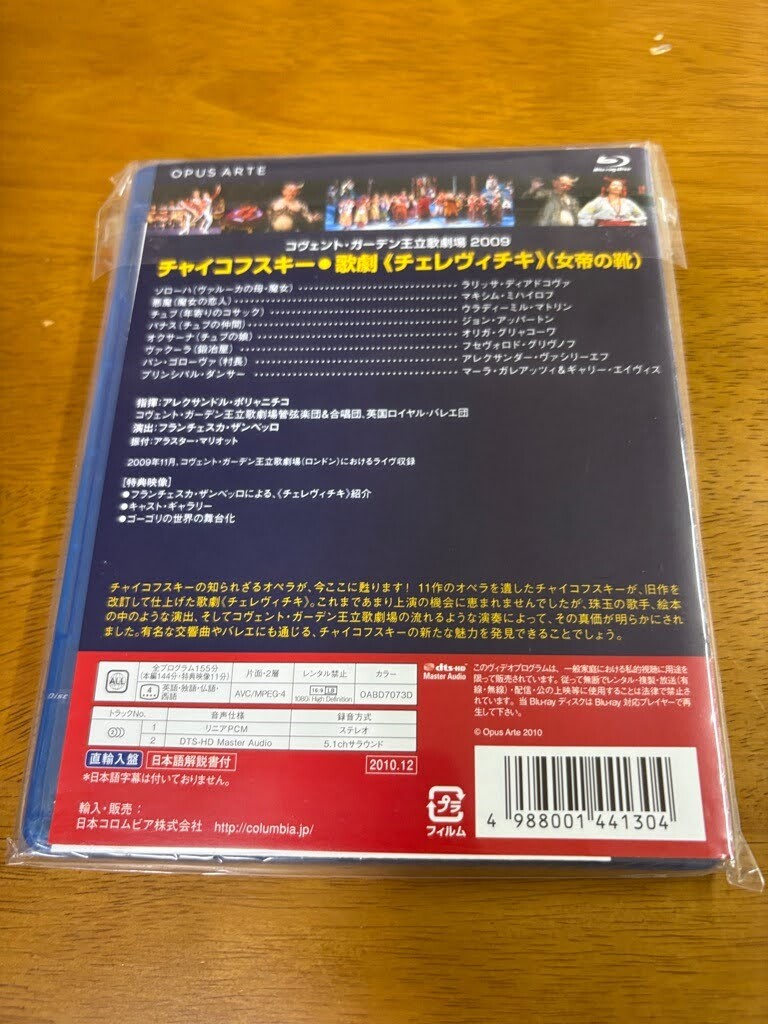 OPUS ARTE
Blu-ray Disc
コヴェント・ガーデン王立歌劇場 2009
チャイコフスキー●歌劇《チェレヴィチキ》(女帝の靴)
ソローハ(ヴァルーカの母・魔女) ラリッサ・ディアドコヴァ
悪魔(魔女の恋人) マキシム・ミハイロフ
チュブ(年寄りのコサック) ウラディーミル・マトリン
パナス(チュブの仲間) ジョン・アップトン
オクサーナ(チュブの娘) オリガ・グリャコーワ
ヴァクーラ(鍛冶屋) フセヴォロド・グリヴノフ
パン・ゴローヴァ(村長) アレクサンダー・ヴァシリーエフ
プリンシパル・ダンサー マーラ・ガレアッツィ&ギャリー・エイヴィス
指揮:アレクサンドル・ポリャニチコ
コヴェント・ガーデン王立歌劇場管弦楽団&合唱団、英国ロイヤル・バレエ団
演出:フランチェスカ・ザンベッロ
振付:アラスター・マリオット
2009年11月、コヴェント・ガーデン王立歌劇場(ロンドン)におけるライヴ収録
[特典映像]
●フランチェスカ・ザンベッロによる、《チェレヴィチキ》紹介
●キャスト・ギャラリー
●ゴーゴリの世界の舞台化
チャイコフスキーの知られざるオペラが、今ここに甦ります! 11作のオペラを遺したチャイコフスキーが、旧作を
改訂して仕上げた歌劇《チェレヴィチキ》。これまであまり上演の機会に恵まれませんでしたが、珠玉の歌手、絵本
の中のような演出、そしてコヴェント・ガーデン王立歌劇場の流れるような演奏によって、その真価が明らかにされ
ました。有名な交響曲やバレエにも通じる、チャイコフスキーの新たな魅力を発見できることでしょう。
ALL
全プログラム155分
(本編144分・特典映像11分)
片面・2層
レンタル禁止
カラー
4
英語・独語・仏語・
西語
AVC/MPEG-4
16:9 LB
1080i High Definition
OABD7073D
トラックNo.
音声仕様
録音方式
1
リニアPCM
ステレオ
2
DTS-HD Master Audio
5.1chサラウンド
dts-HD
Master Audio
このヴィデオプログラムは、一般家庭における私的視聴に用途を
限って販売されています。従って無断でレンタル・複製・放送(有
線・無線)・配信・公の上映等に使用することは法律で禁止さ
れています。当 Blu-ray ディスクは Blu-ray 対応プレイヤーで再
生して下さい。
© Opus Arte 2010
直輸入盤
日本語解説書付
2010.12
*日本語字幕は付いておりません。
輸入・販売:
日本コロムビア株式会社 http://columbia.jp/
プラ
フィルム
4 988001 441304
Disc